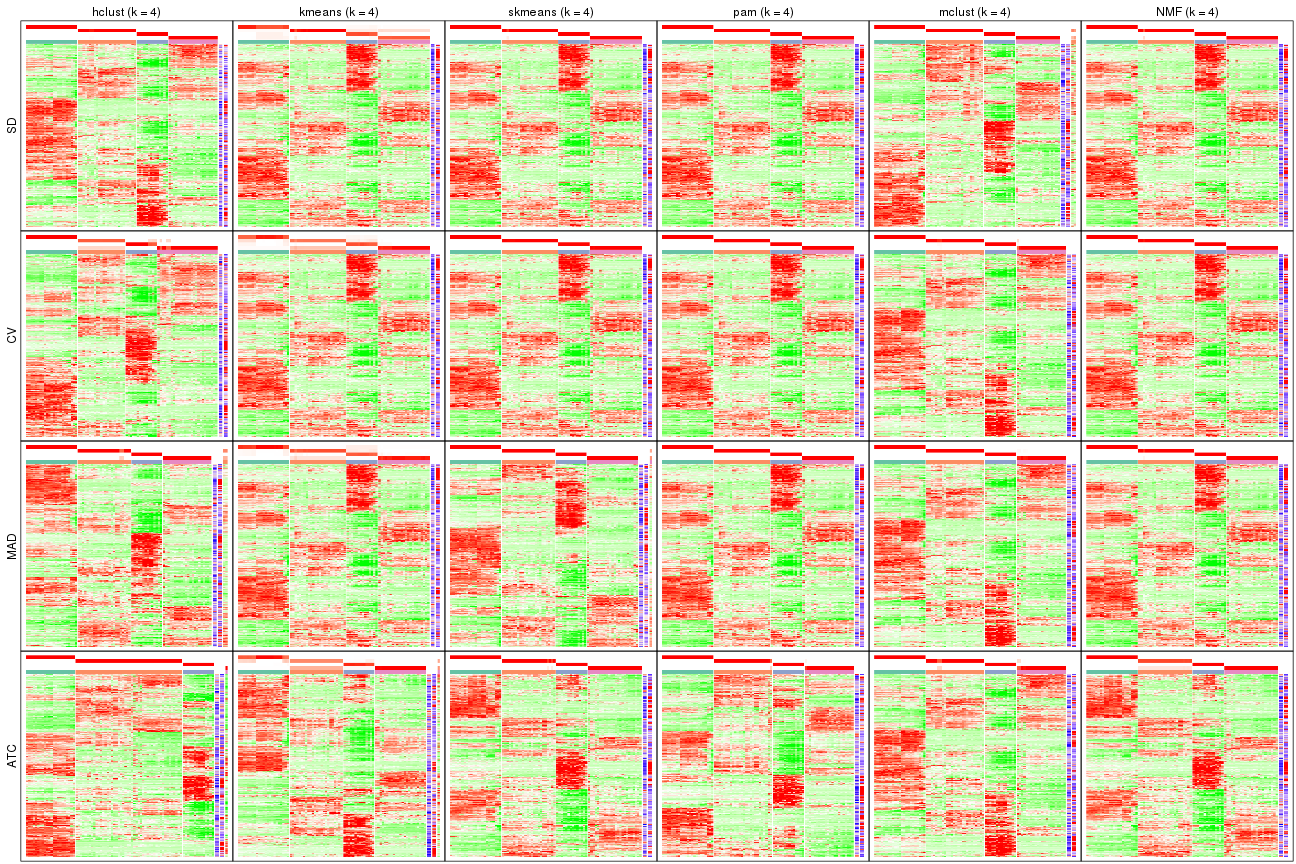 hclust (k = 4) kmeans (k = 4) skmeans (k = 4) pam (k = 4) mclust (k = 4) NMF (k = 4)
SD
CV
MAD
ATC